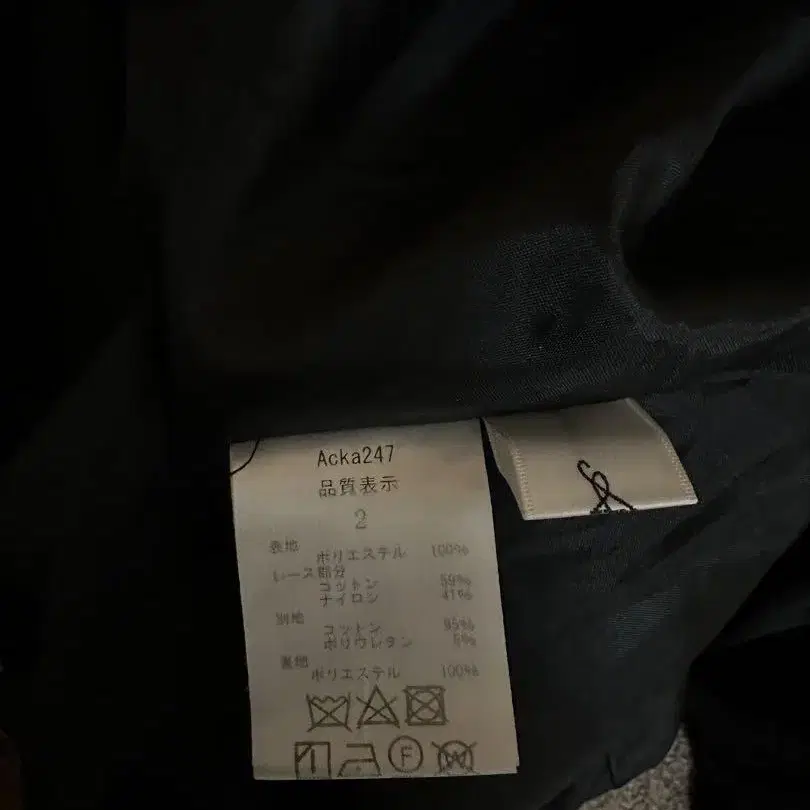 Acka247
品質表示
2
表地 ポリエステル 100%
レース部分
コットン 59%
ナイロン 41%
別地
コットン 95%
ポリウレタン 5%
裏地
ポリエステル 100%
F
W